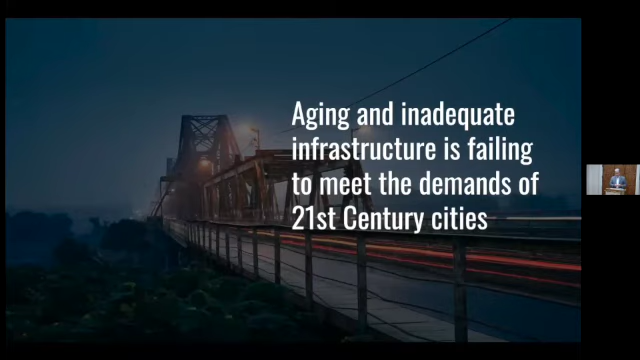 Aging and inadequate
infrastructure is failing
to meet the demands of
21st Century cities